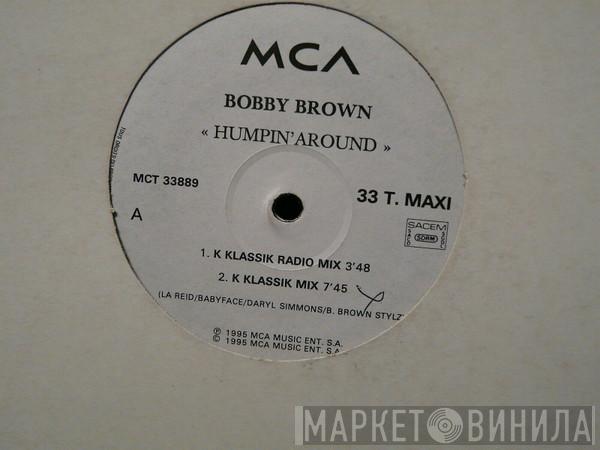 MCA
BOBBY BROWN
« HUMPIN'AROUND »
MCT 33889
33 T. MAXI
A
SACEM
SDRM
1. K KLASSIK RADIO MIX 3'48
2. K KLASSIK MIX 7'45
(LA REID/BABYFACE/DARYL SIMMONS/B. BROWN STYLZ
℗ 1995 MCA MUSIC ENT. S.A.
© 1995 MCA MUSIC ENT. S.A.
МАРКЕТ ВИНИЛА